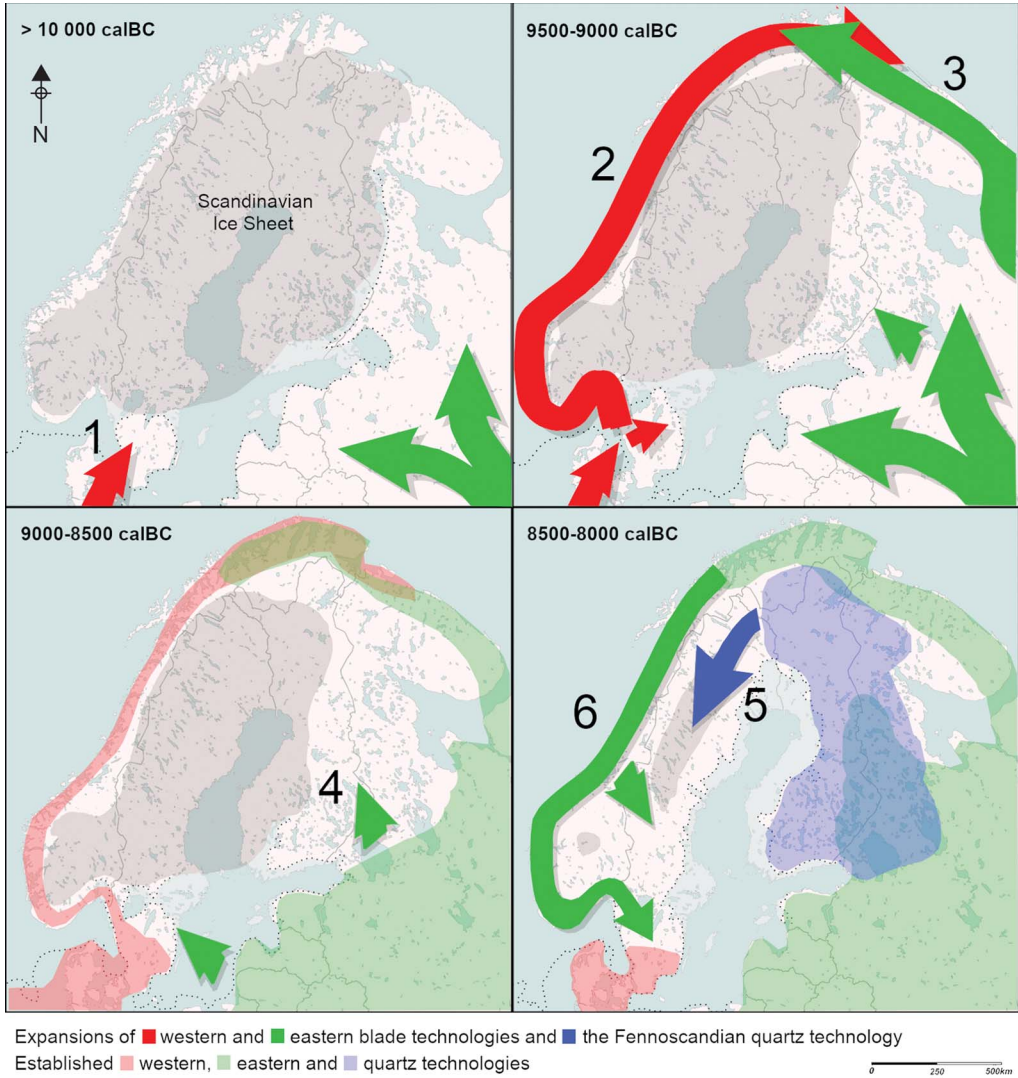 > 10 000 calBC
N
Scandinavian
Ice Sheet
1
9500-9000 calBC
2
3
9000-8500 calBC
4
8500-8000 calBC
5
6
Expansions of western and eastern blade technologies and the Fennoscandian quartz technology
Established western, eastern and quartz technologies
0 250 500km